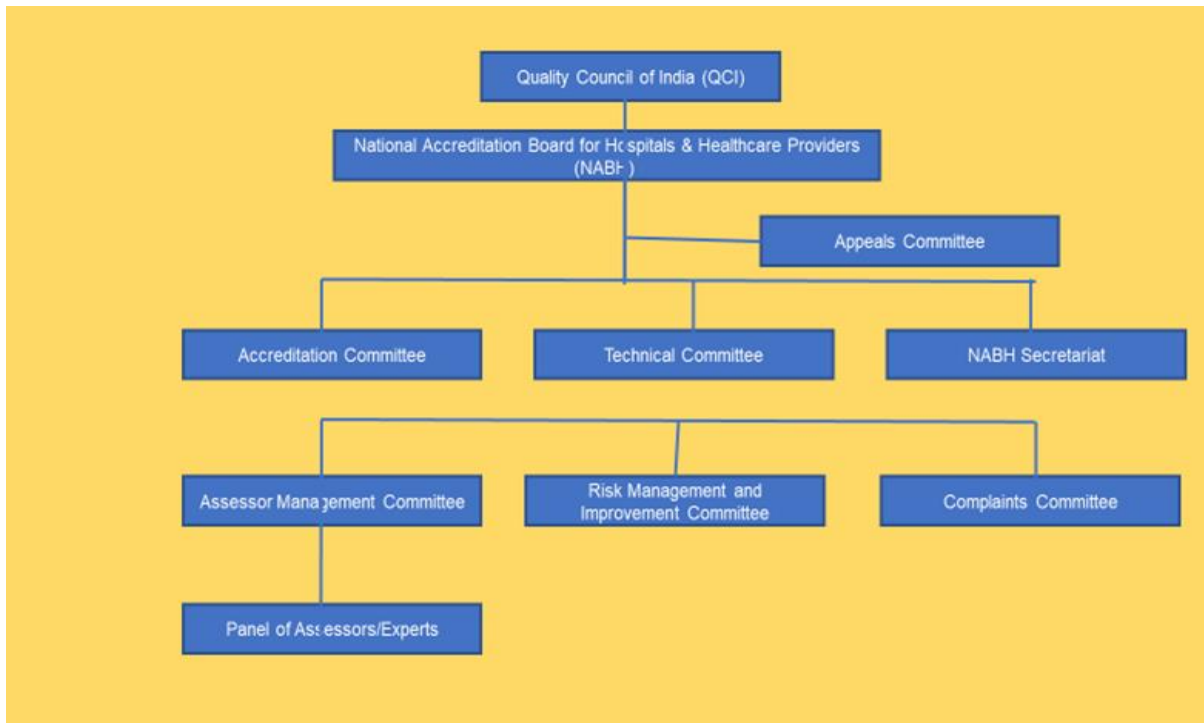 Quality Council of India (QCI)
National Accreditation Board for Hospitals & Healthcare Providers
(NABH)
Appeals Committee
Accreditation Committee
Technical Committee
NABH Secretariat
Assessor Management Committee
Risk Management and
Improvement Committee
Complaints Committee
Panel of Assessors/Experts